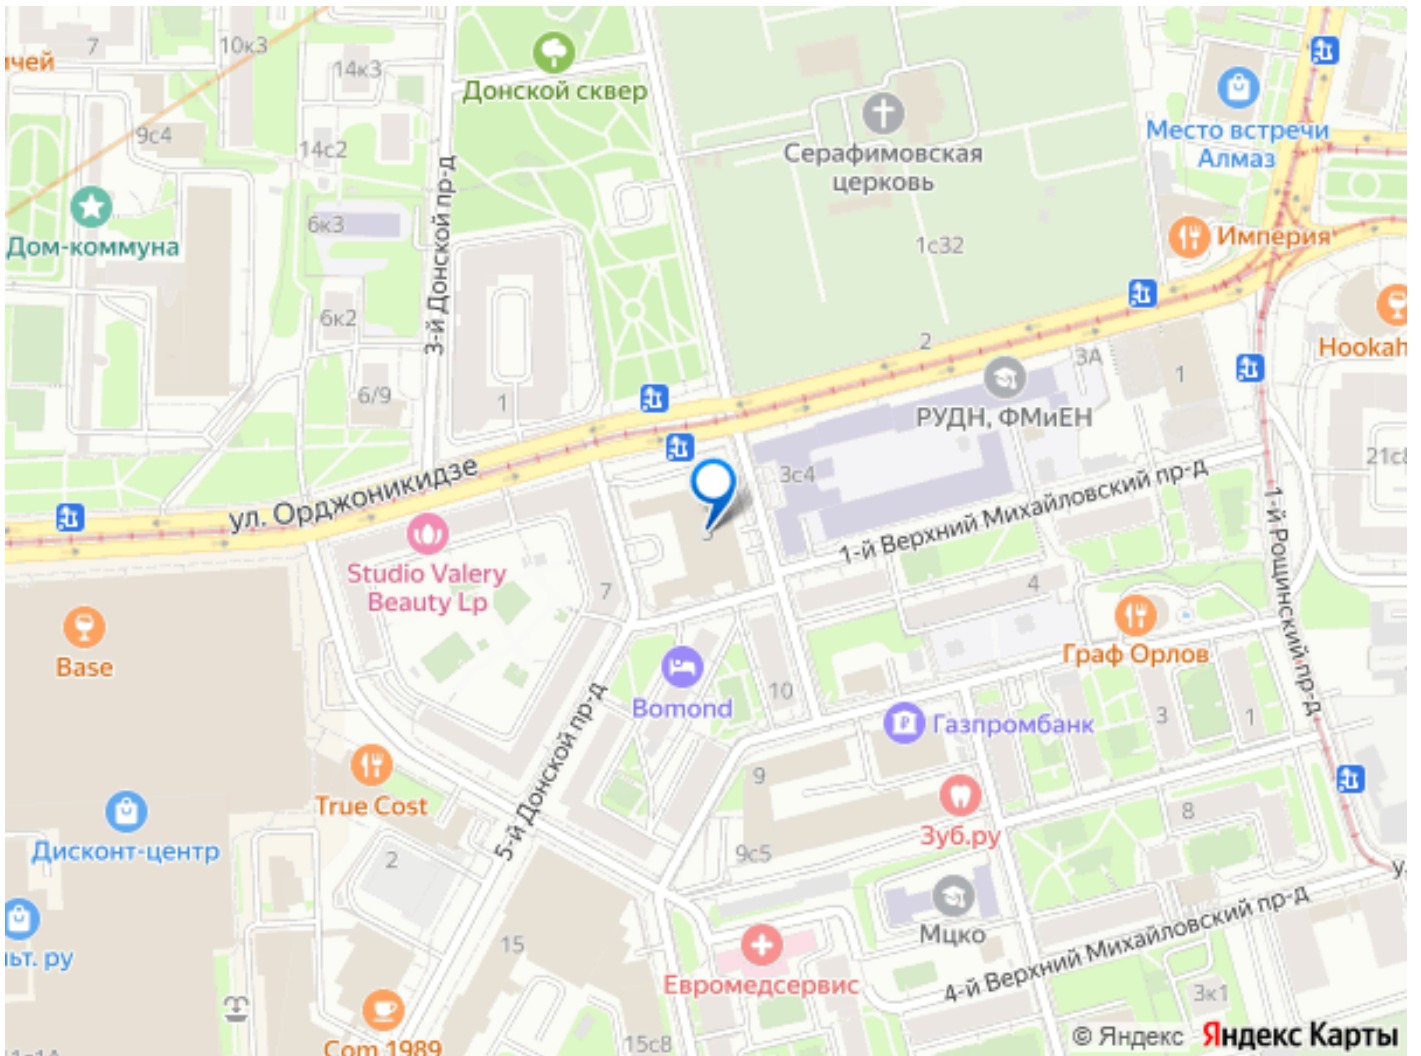 7
10к3
чей
14к3
Донской сквер
9с4
14с2
Место встречи
Алмаз
Серафимовская
церковь
3-й Донской пр-д
6к3
Дом-коммуна
1с32
Империя
6к2
2
3А
Hookah
6/9
1
1
РУДН, ФМиЕН
21с8
3с4
ул. Орджоникидзе
1-й Верхний Михайловский пр-д
1-й Рощинский пр-д
Studio Valery
Beauty Lp
7
4
Base
Граф Орлов
Bomond
10
3
1
Газпромбанк
5-й Донской пр-д
True Cost
9
8
Зуб.ру
Дисконт-центр
2
9с5
Мцко
4-й Верхний Михайловский пр-д
15
ьт. ру
Евромедсервис
3к1
15с8
Com 1989
© Яндекс Яндекс Карты